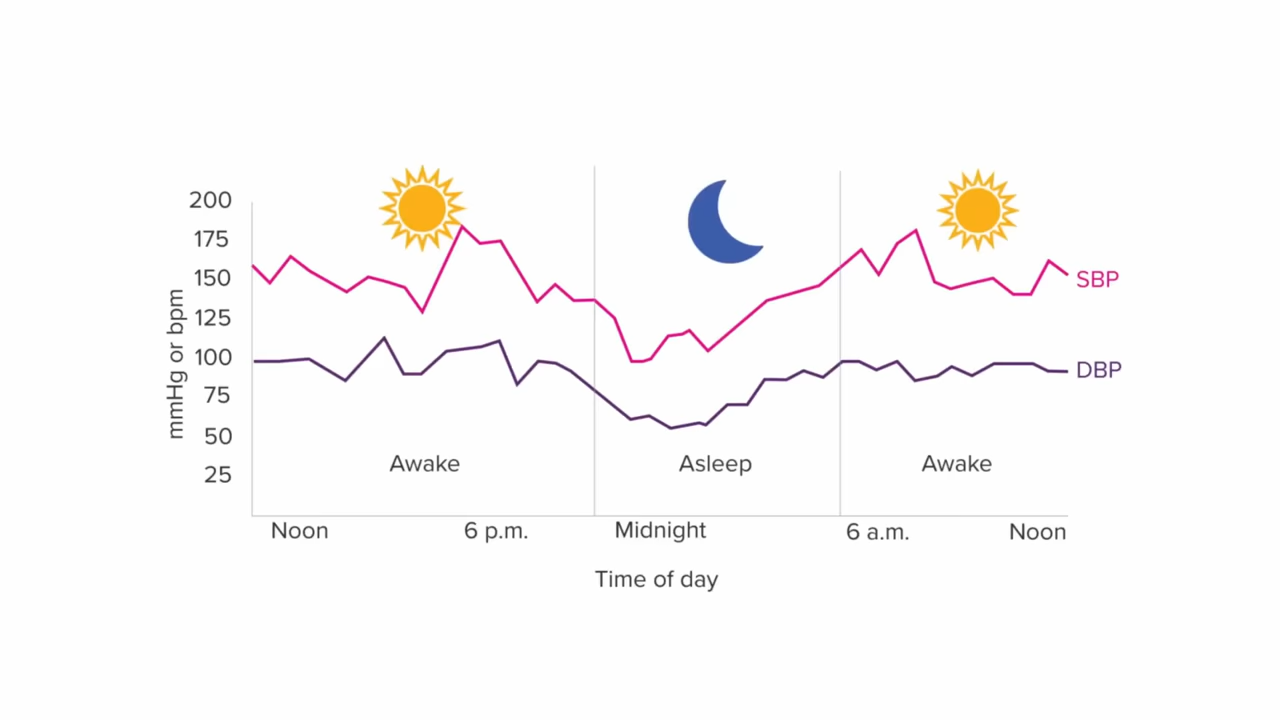 200
175
150
125
100
75
50
25
mmHg or bpm
SBP
DBP
Awake
Asleep
Awake
Noon
6 p.m.
Midnight
6 a.m.
Noon
Time of day